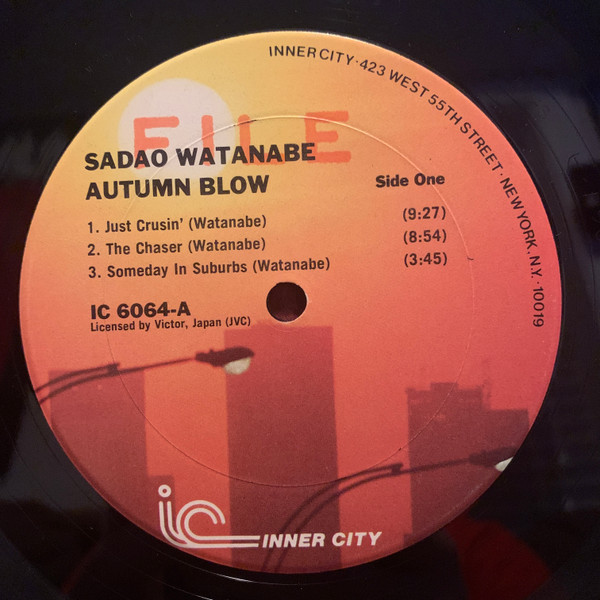 INNER CITY · 423 WEST 55TH STREET · NEW YORK, N.Y. · 10019
FILE
SADAO WATANABE
AUTUMN BLOW
Side One
1. Just Crusin' (Watanabe) (9:27)
2. The Chaser (Watanabe) (8:54)
3. Someday In Suburbs (Watanabe) (3:45)
IC 6064-A
Licensed by Victor, Japan (JVC)
ic INNER CITY